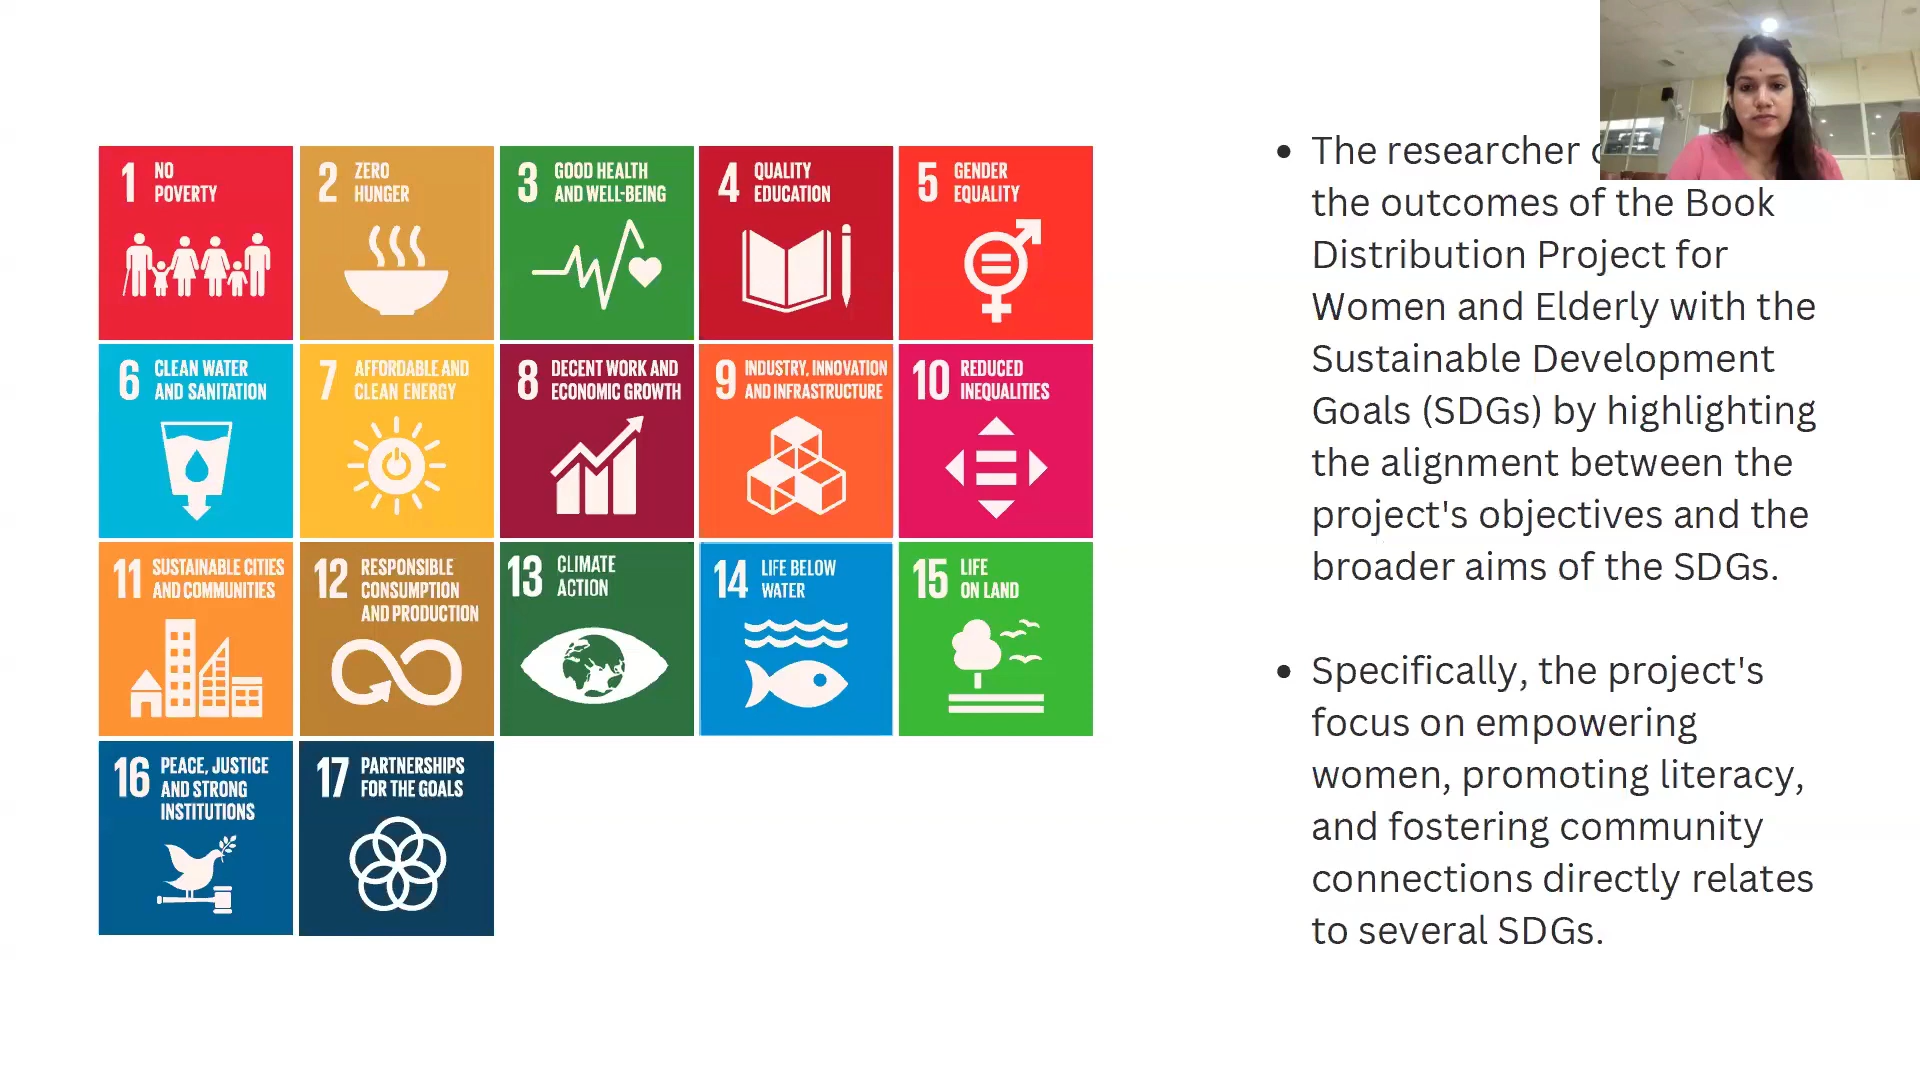 1 NO
POVERTY
2 ZERO
HUNGER
3 GOOD HEALTH
AND WELL-BEING
4 QUALITY
EDUCATION
5 GENDER
EQUALITY
6 CLEAN WATER
AND SANITATION
7 AFFORDABLE AND
CLEAN ENERGY
8 DECENT WORK AND
ECONOMIC GROWTH
9 INDUSTRY, INNOVATION
AND INFRASTRUCTURE
10 REDUCED
INEQUALITIES
11 SUSTAINABLE CITIES
AND COMMUNITIES
12 RESPONSIBLE
CONSUMPTION
AND PRODUCTION
13 CLIMATE
ACTION
14 LIFE BELOW
WATER
15 LIFE
ON LAND
16 PEACE, JUSTICE
AND STRONG
INSTITUTIONS
17 PARTNERSHIPS
FOR THE GOALS
• The researcher
the outcomes of the Book
Distribution Project for
Women and Elderly with the
Sustainable Development
Goals (SDGs) by highlighting
the alignment between the
project's objectives and the
broader aims of the SDGs.
• Specifically, the project's
focus on empowering
women, promoting literacy,
and fostering community
connections directly relates
to several SDGs.